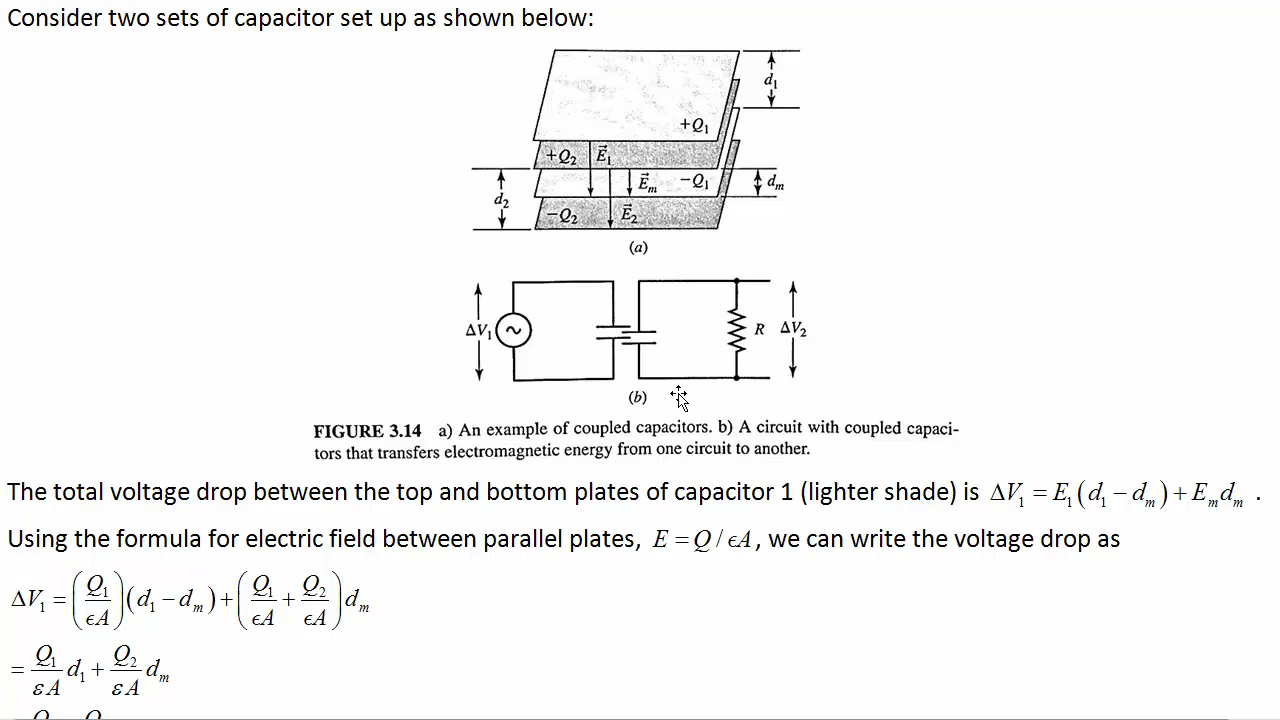 Consider two sets of capacitor set up as shown below:
d₁
+Q₁
+Q₂ E⃗₁
E⃗ₘ −Q₁ dₘ
d₂
−Q₂ E⃗₂
(a)
ΔV₁ ~ R ΔV₂
(b)
FIGURE 3.14 a) An example of coupled capacitors. b) A circuit with coupled capaci-
tors that transfers electromagnetic energy from one circuit to another.
The total voltage drop between the top and bottom plates of capacitor 1 (lighter shade) is ΔV₁ = E₁(d₁ − dₘ) + Eₘdₘ .
Using the formula for electric field between parallel plates, E = Q / ϵA, we can write the voltage drop as
ΔV₁ = (Q₁/ϵA)(d₁ − dₘ) + (Q₁/ϵA + Q₂/ϵA)dₘ
= Q₁/εA d₁ + Q₂/εA dₘ